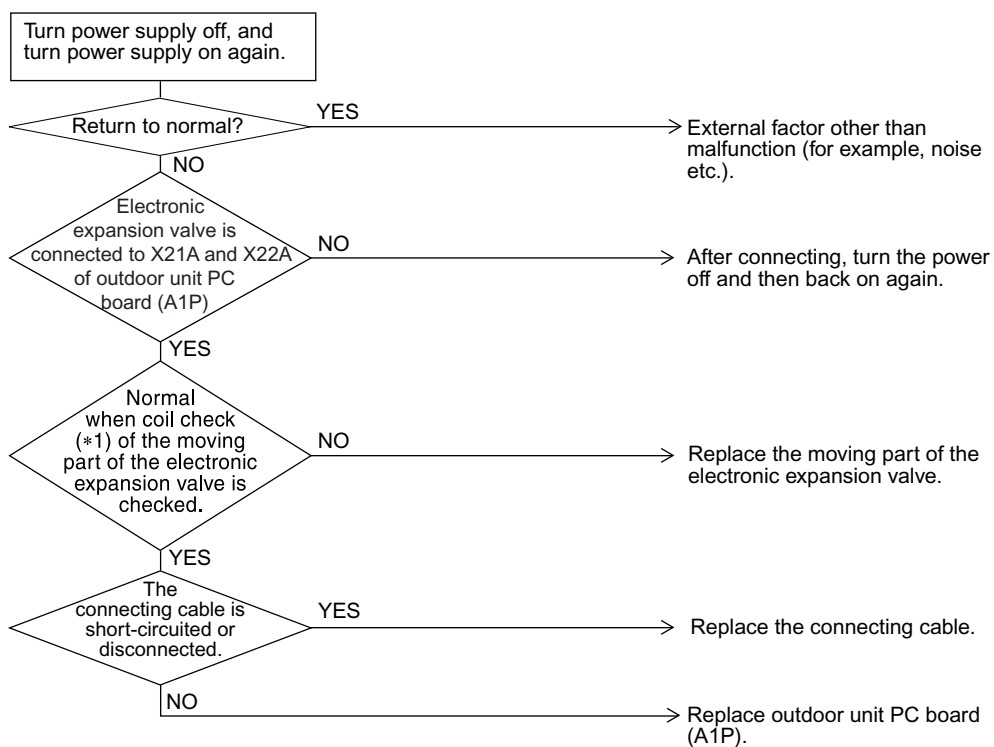 Turn power supply off, and
turn power supply on again.
Return to normal?
YES
External factor other than
malfunction (for example, noise
etc.).
NO
Electronic
expansion valve is
connected to X21A and X22A
of outdoor unit PC
board (A1P)
NO
After connecting, turn the power
off and then back on again.
YES
Normal
when coil check
(*1) of the moving
part of the electronic
expansion valve is
checked.
NO
Replace the moving part of the
electronic expansion valve.
YES
The
connecting cable is
short-circuited or
disconnected.
YES
Replace the connecting cable.
NO
Replace outdoor unit PC board
(A1P).